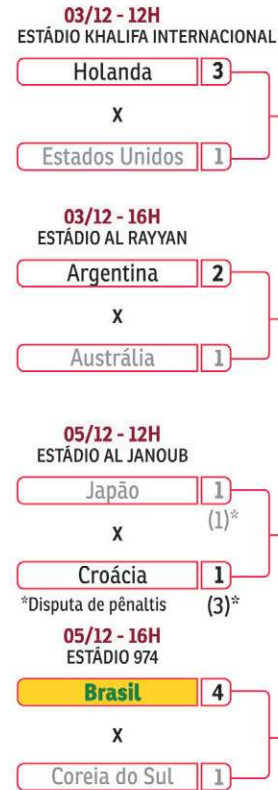 03/12 - 12H
ESTÁDIO KHALIFA INTERNACIONAL
Holanda 3
X
Estados Unidos 1
03/12 - 16H
ESTÁDIO AL RAYYAN
Argentina 2
X
Austrália 1
05/12 - 12H
ESTÁDIO AL JANOUB
Japão 1
(1)*
X
Croácia 1
*Disputa de pênaltis (3)*
05/12 - 16H
ESTÁDIO 974
Brasil 4
X
Coreia do Sul 1